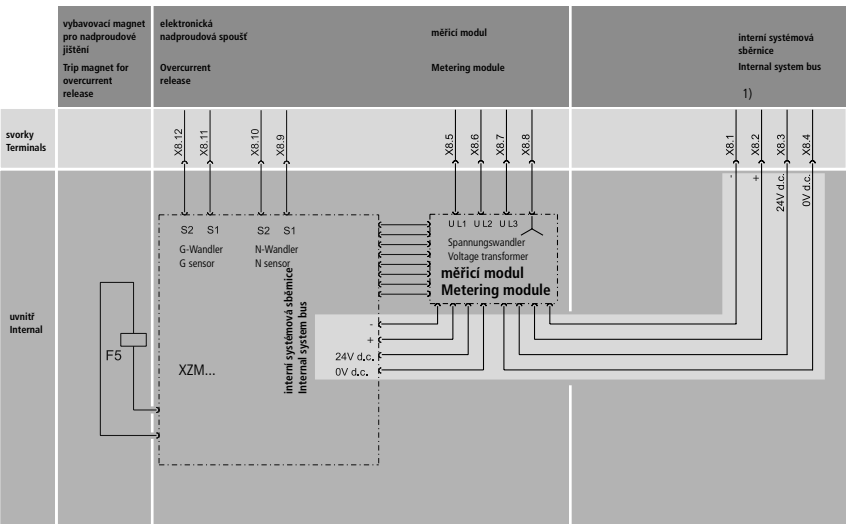 vybavovací magnet
pro nadproudové
jištění
Trip magnet for
overcurrent
release
elektronická
nadproudová spoušť
Overcurrent
release
měřicí modul
Metering module
interní systémová
sběrnice
Internal system bus
1)
svorky
Terminals
X8.12
X8.11
X8.10
X8.9
X8.5
X8.6
X8.7
X8.8
X8.1
X8.2
X8.3
X8.4
-
+
24V d.c.
0V d.c.
uvnitř
Internal
S2 S1 S2 S1
G-Wandler
G sensor
N-Wandler
N sensor
U L1 U L2 U L3
Spannungswandler
Voltage transformer
měřicí modul
Metering module
interní systémová sběrnice
Internal system bus
-
+
24V d.c.
0V d.c.
F5
XZM...